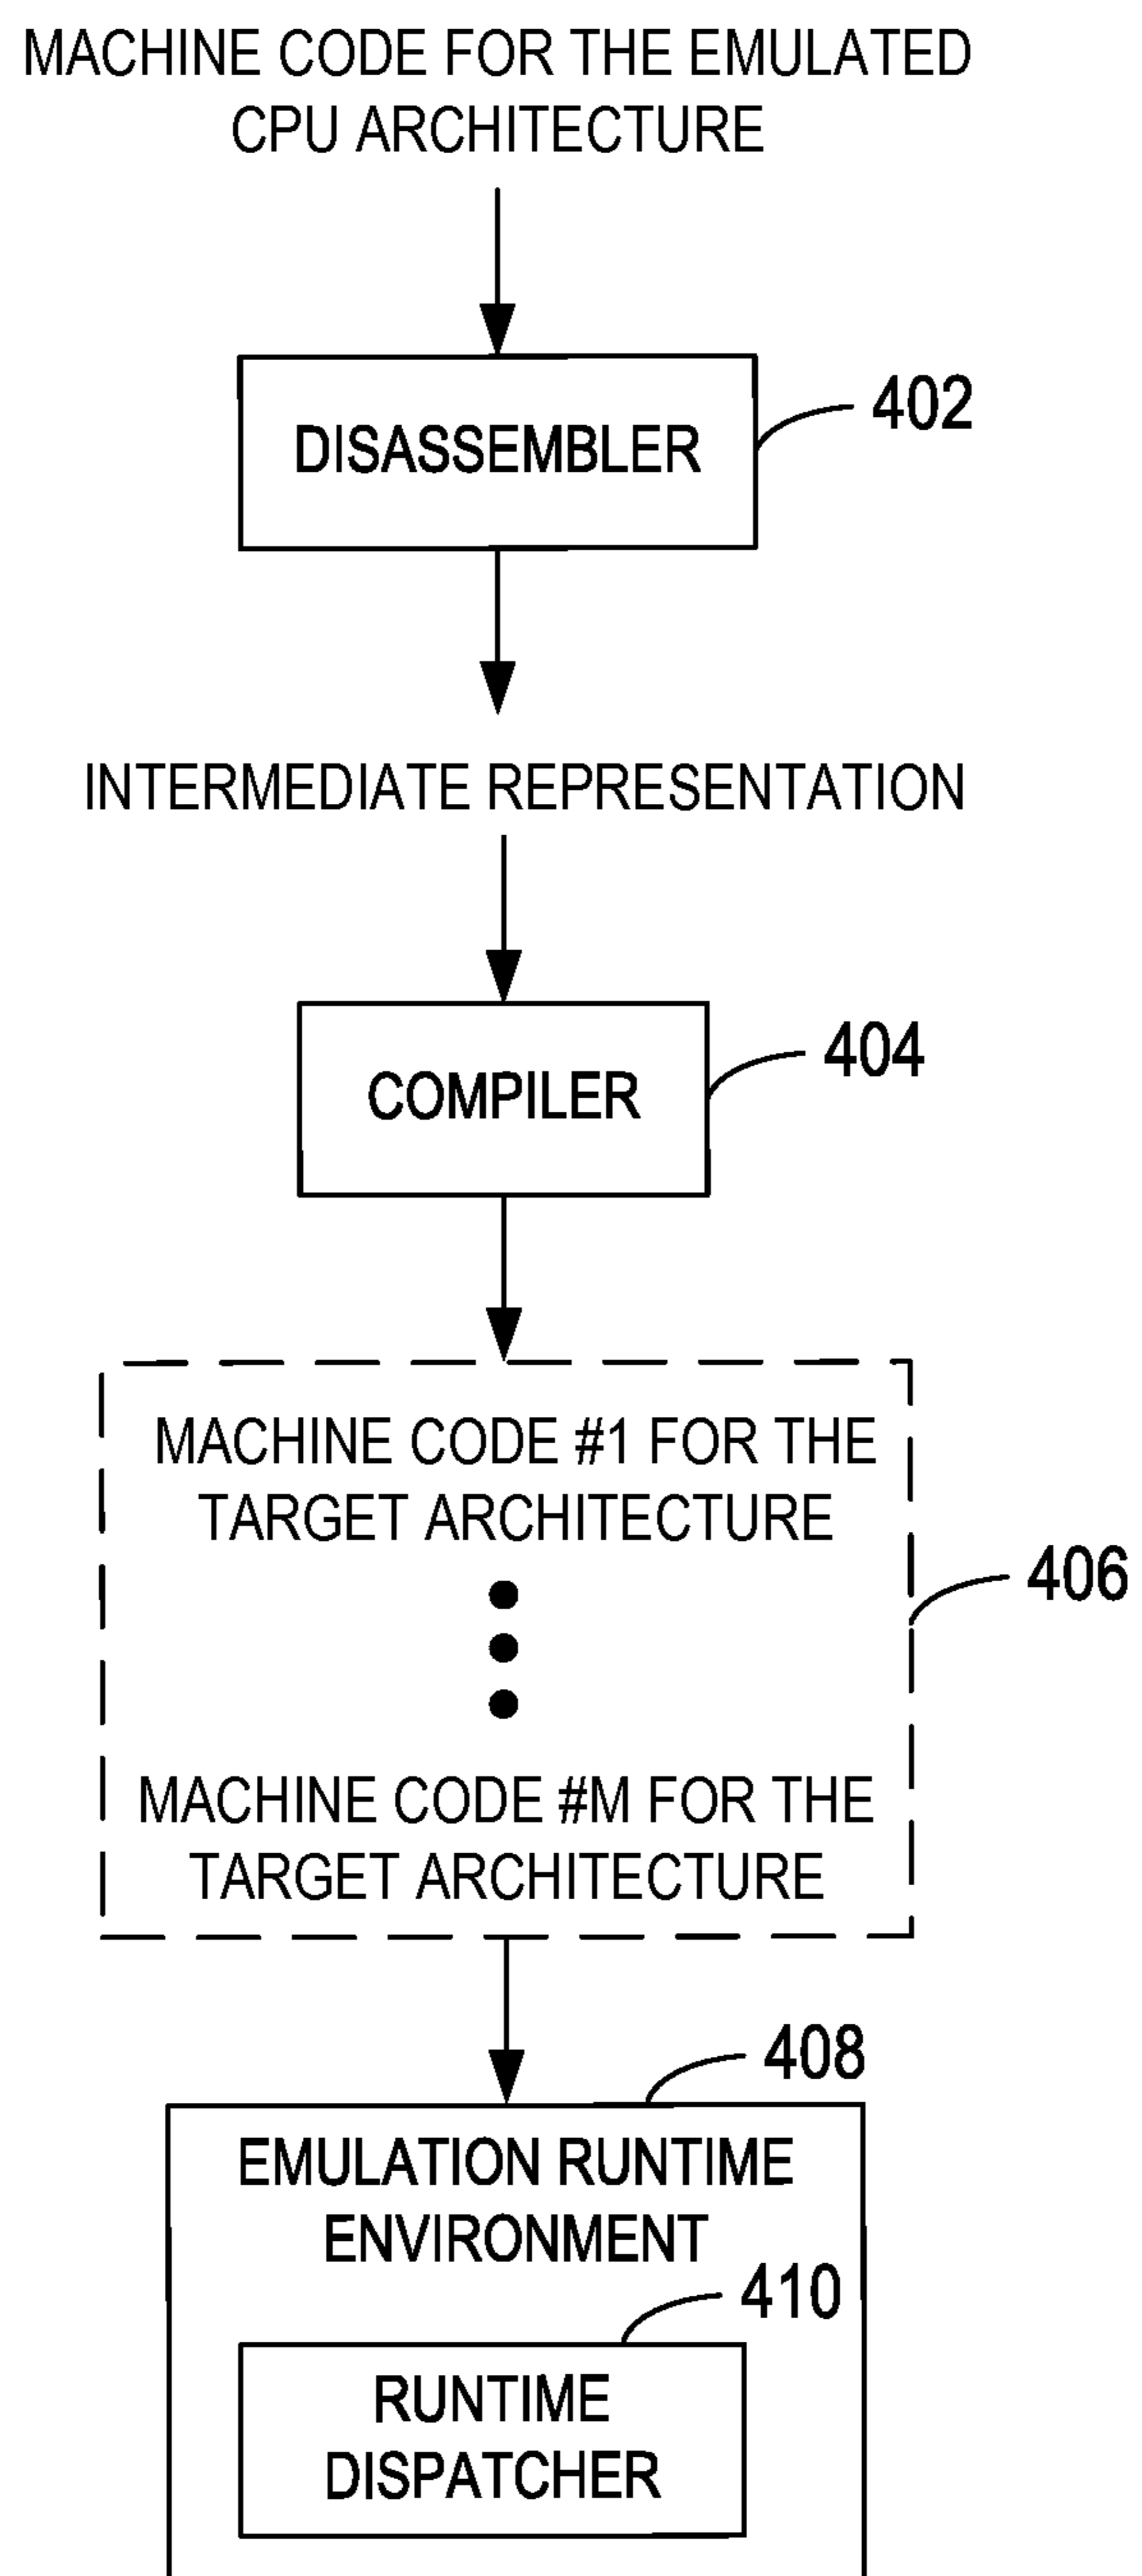 MACHINE CODE FOR THE EMULATED
CPU ARCHITECTURE
DISASSEMBLER
402
INTERMEDIATE REPRESENTATION
COMPILER
404
MACHINE CODE #1 FOR THE
TARGET ARCHITECTURE
406
MACHINE CODE #M FOR THE
TARGET ARCHITECTURE
408
EMULATION RUNTIME
ENVIRONMENT
410
RUNTIME
DISPATCHER